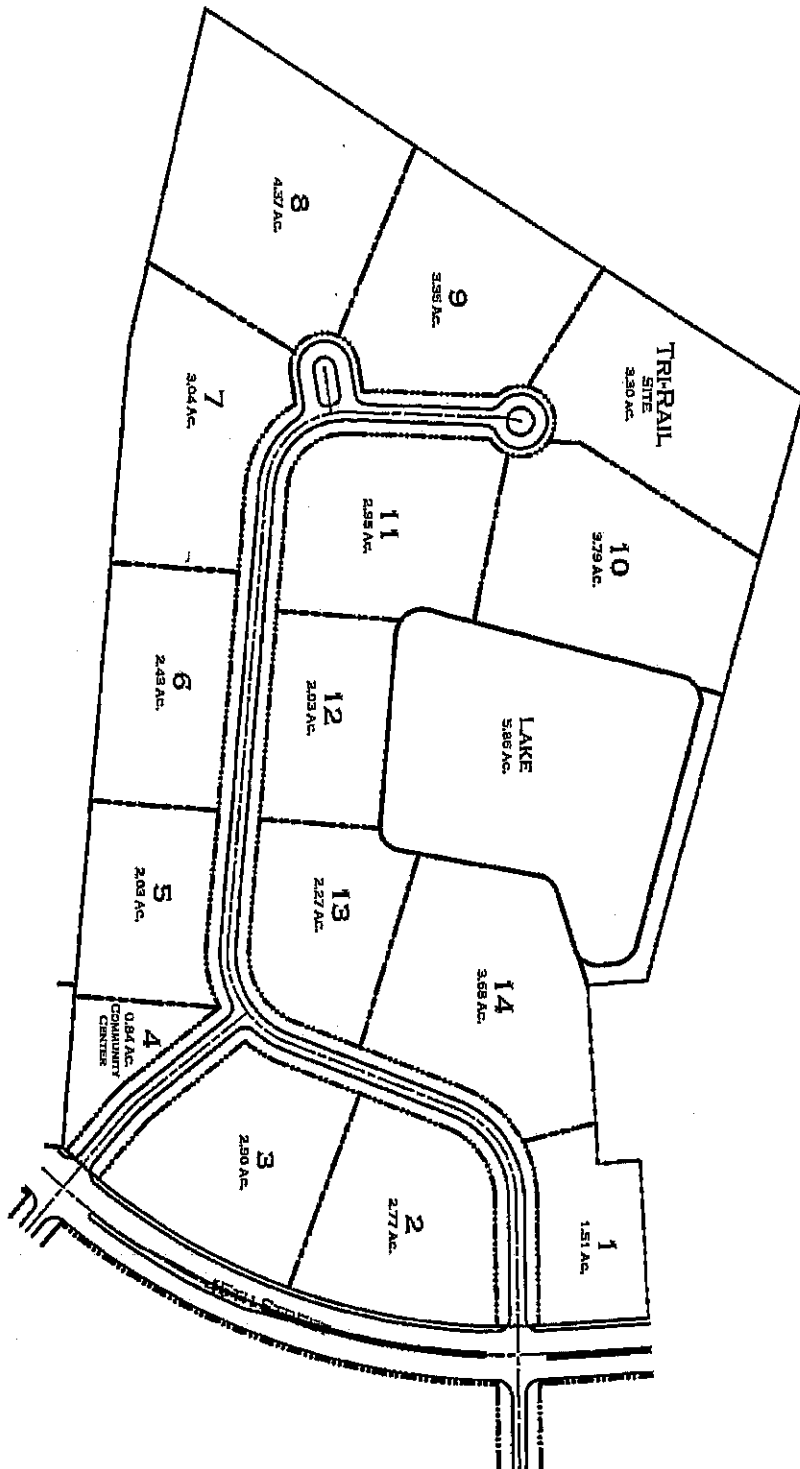 8
4.37 AC.
9
3.35 AC.
TRI-RAIL
SITE
3.30 AC.
7
3.04 AC.
11
2.95 AC.
10
3.79 AC.
6
2.43 AC.
12
2.03 AC.
LAKE
5.86 AC.
5
2.03 AC.
13
2.27 AC.
14
3.68 AC.
4
0.84 AC.
COMMUNITY
CENTER
3
2.90 AC.
2
2.77 AC.
1
1.51 AC.